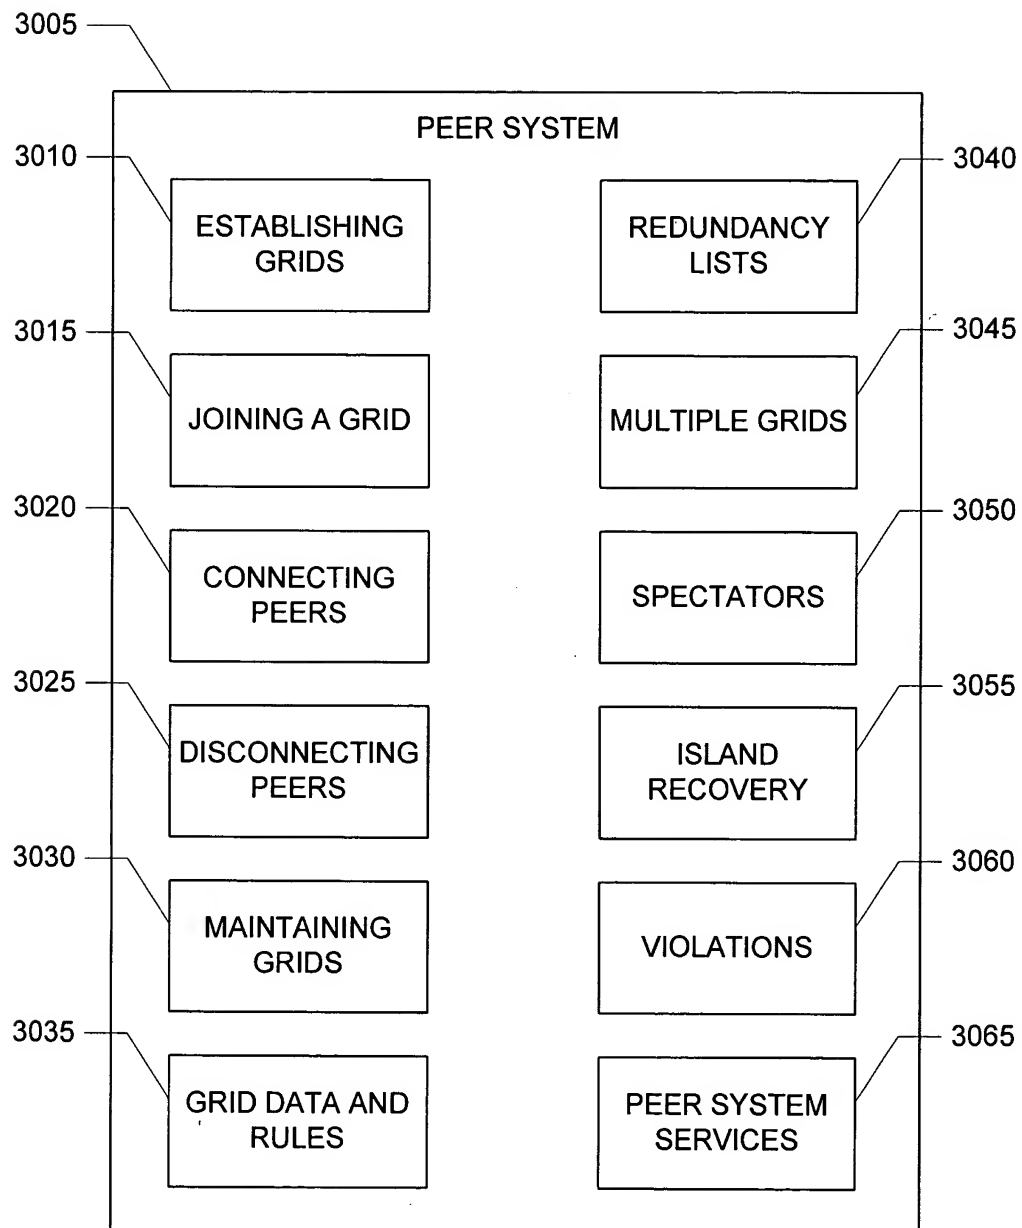 3005
PEER SYSTEM
3010
ESTABLISHING
GRIDS
3015
JOINING A GRID
3020
CONNECTING
PEERS
3025
DISCONNECTING
PEERS
3030
MAINTAINING
GRIDS
3035
GRID DATA AND
RULES
3040
REDUNDANCY
LISTS
3045
MULTIPLE GRIDS
3050
SPECTATORS
3055
ISLAND
RECOVERY
3060
VIOLATIONS
3065
PEER SYSTEM
SERVICES